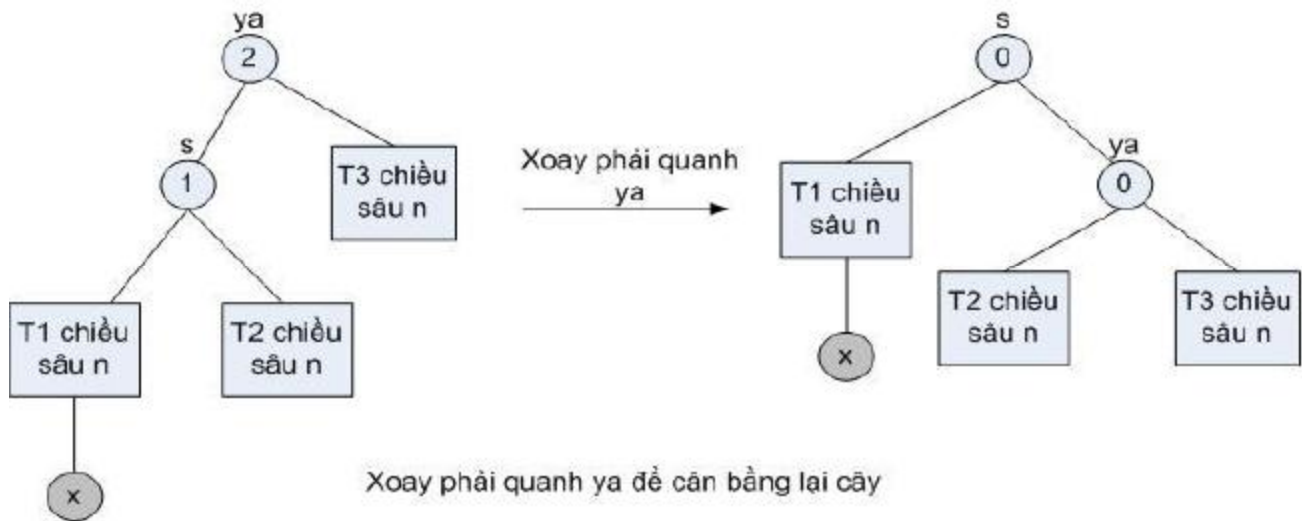 ya
2
s
1
T3 chiều
sâu n
T1 chiều
sâu n
T2 chiều
sâu n
x
Xoay phải quanh
ya
s
0
ya
0
T1 chiều
sâu n
T2 chiều
sâu n
T3 chiều
sâu n
x
Xoay phải quanh ya để cân bằng lại cây